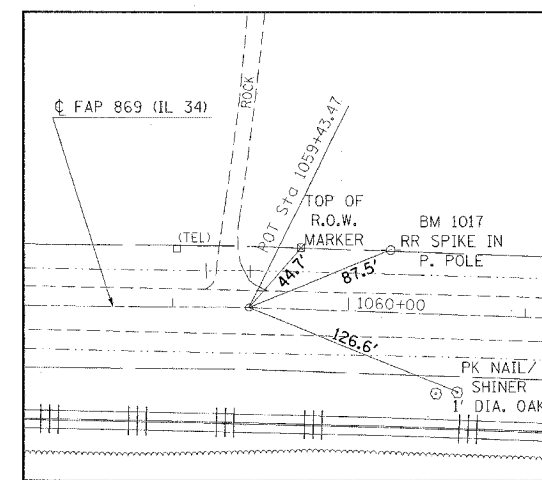 ℄ FAP 869 (IL 34)
ROCK
POT Sta 1059+43.47
(TEL)
TOP OF
R.O.W.
MARKER
BM 1017
RR SPIKE IN
P. POLE
44.7'
87.5'
1060+00
126.6'
PK NAIL/
SHINER
1' DIA. OAK